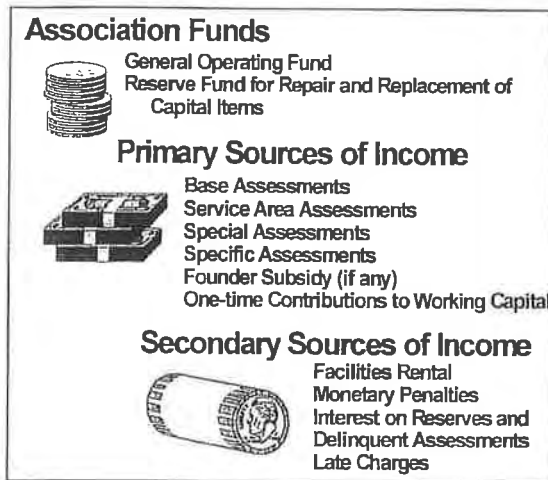 Association Funds
General Operating Fund
Reserve Fund for Repair and Replacement of
Capital Items
Primary Sources of Income
Base Assessments
Service Area Assessments
Special Assessments
Specific Assessments
Founder Subsidy (if any)
One-time Contributions to Working Capital
Secondary Sources of Income
Facilities Rental
Monetary Penalties
Interest on Reserves and
Delinquent Assessments
Late Charges